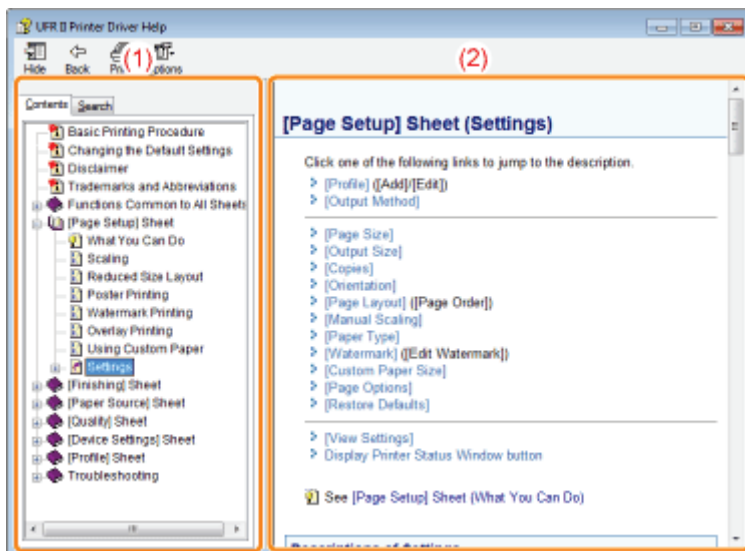 UFR II Printer Driver Help
Hide Back
(1)
(2)
Contents Search
Basic Printing Procedure
Changing the Default Settings
Disclaimer
Trademarks and Abbreviations
Functions Common to All Sheets
[Page Setup] Sheet
What You Can Do
Scaling
Reduced Size Layout
Poster Printing
Watermark Printing
Overlay Printing
Using Custom Paper
Settings
[Finishing] Sheet
[Paper Source] Sheet
[Quality] Sheet
[Device Settings] Sheet
[Profile] Sheet
Troubleshooting
[Page Setup] Sheet (Settings)
Click one of the following links to jump to the description.
[Profile] ([Add]/[Edit])
[Output Method]
[Page Size]
[Output Size]
[Copies]
[Orientation]
[Page Layout] ([Page Order])
[Manual Scaling]
[Paper Type]
[Watermark] ([Edit Watermark])
[Custom Paper Size]
[Page Options]
[Restore Defaults]
[View Settings]
Display Printer Status Window button
See [Page Setup] Sheet (What You Can Do)